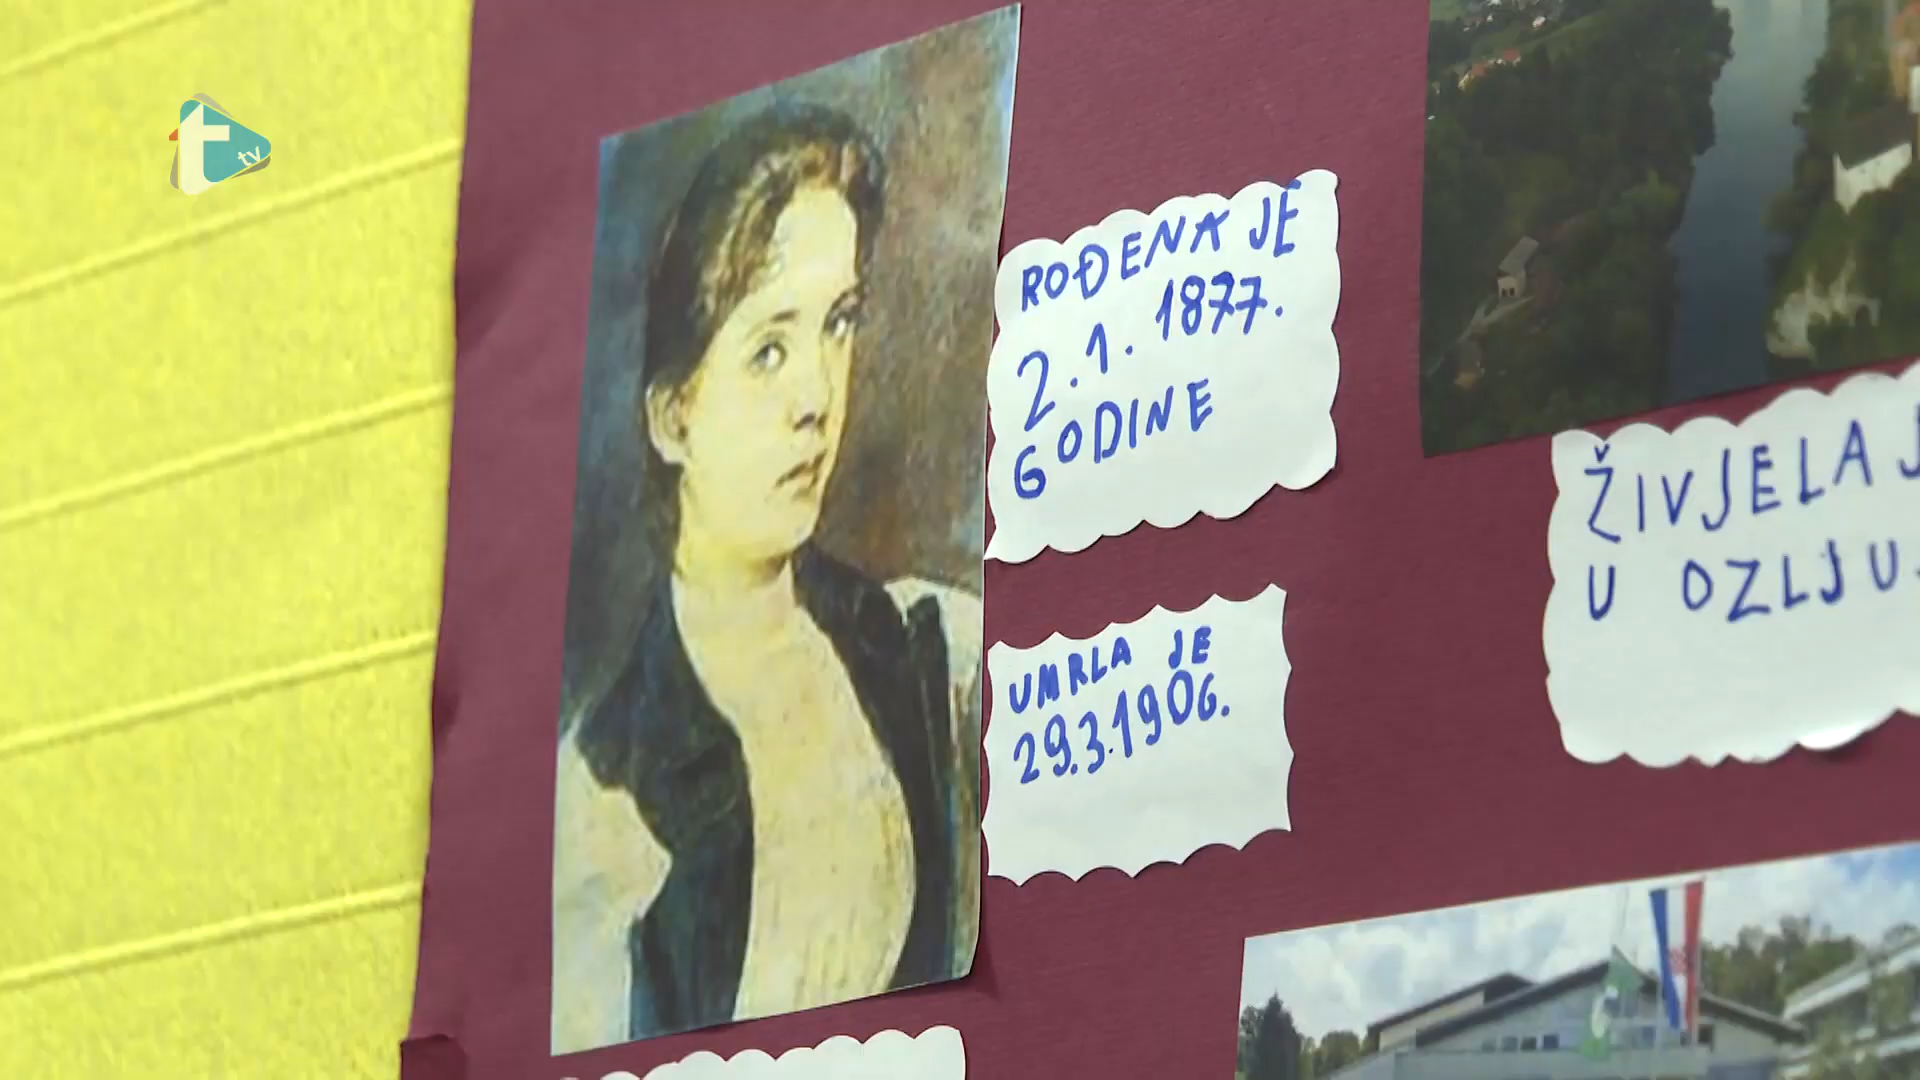 t tv
ROĐENA JE
2.1.1877.
GODINE
UMRLA JE
29.3.1906.
ŽIVJELA
U OZLJU.